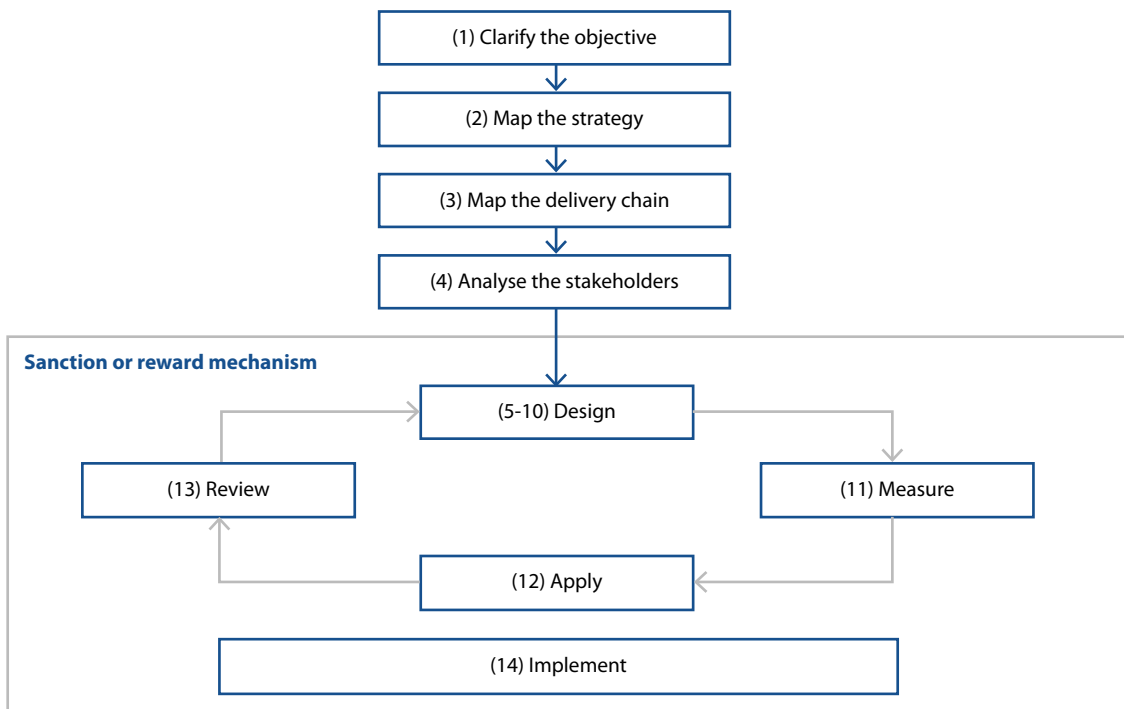 (1) Clarify the objective
(2) Map the strategy
(3) Map the delivery chain
(4) Analyse the stakeholders
Sanction or reward mechanism
(5-10) Design
(13) Review
(11) Measure
(12) Apply
(14) Implement